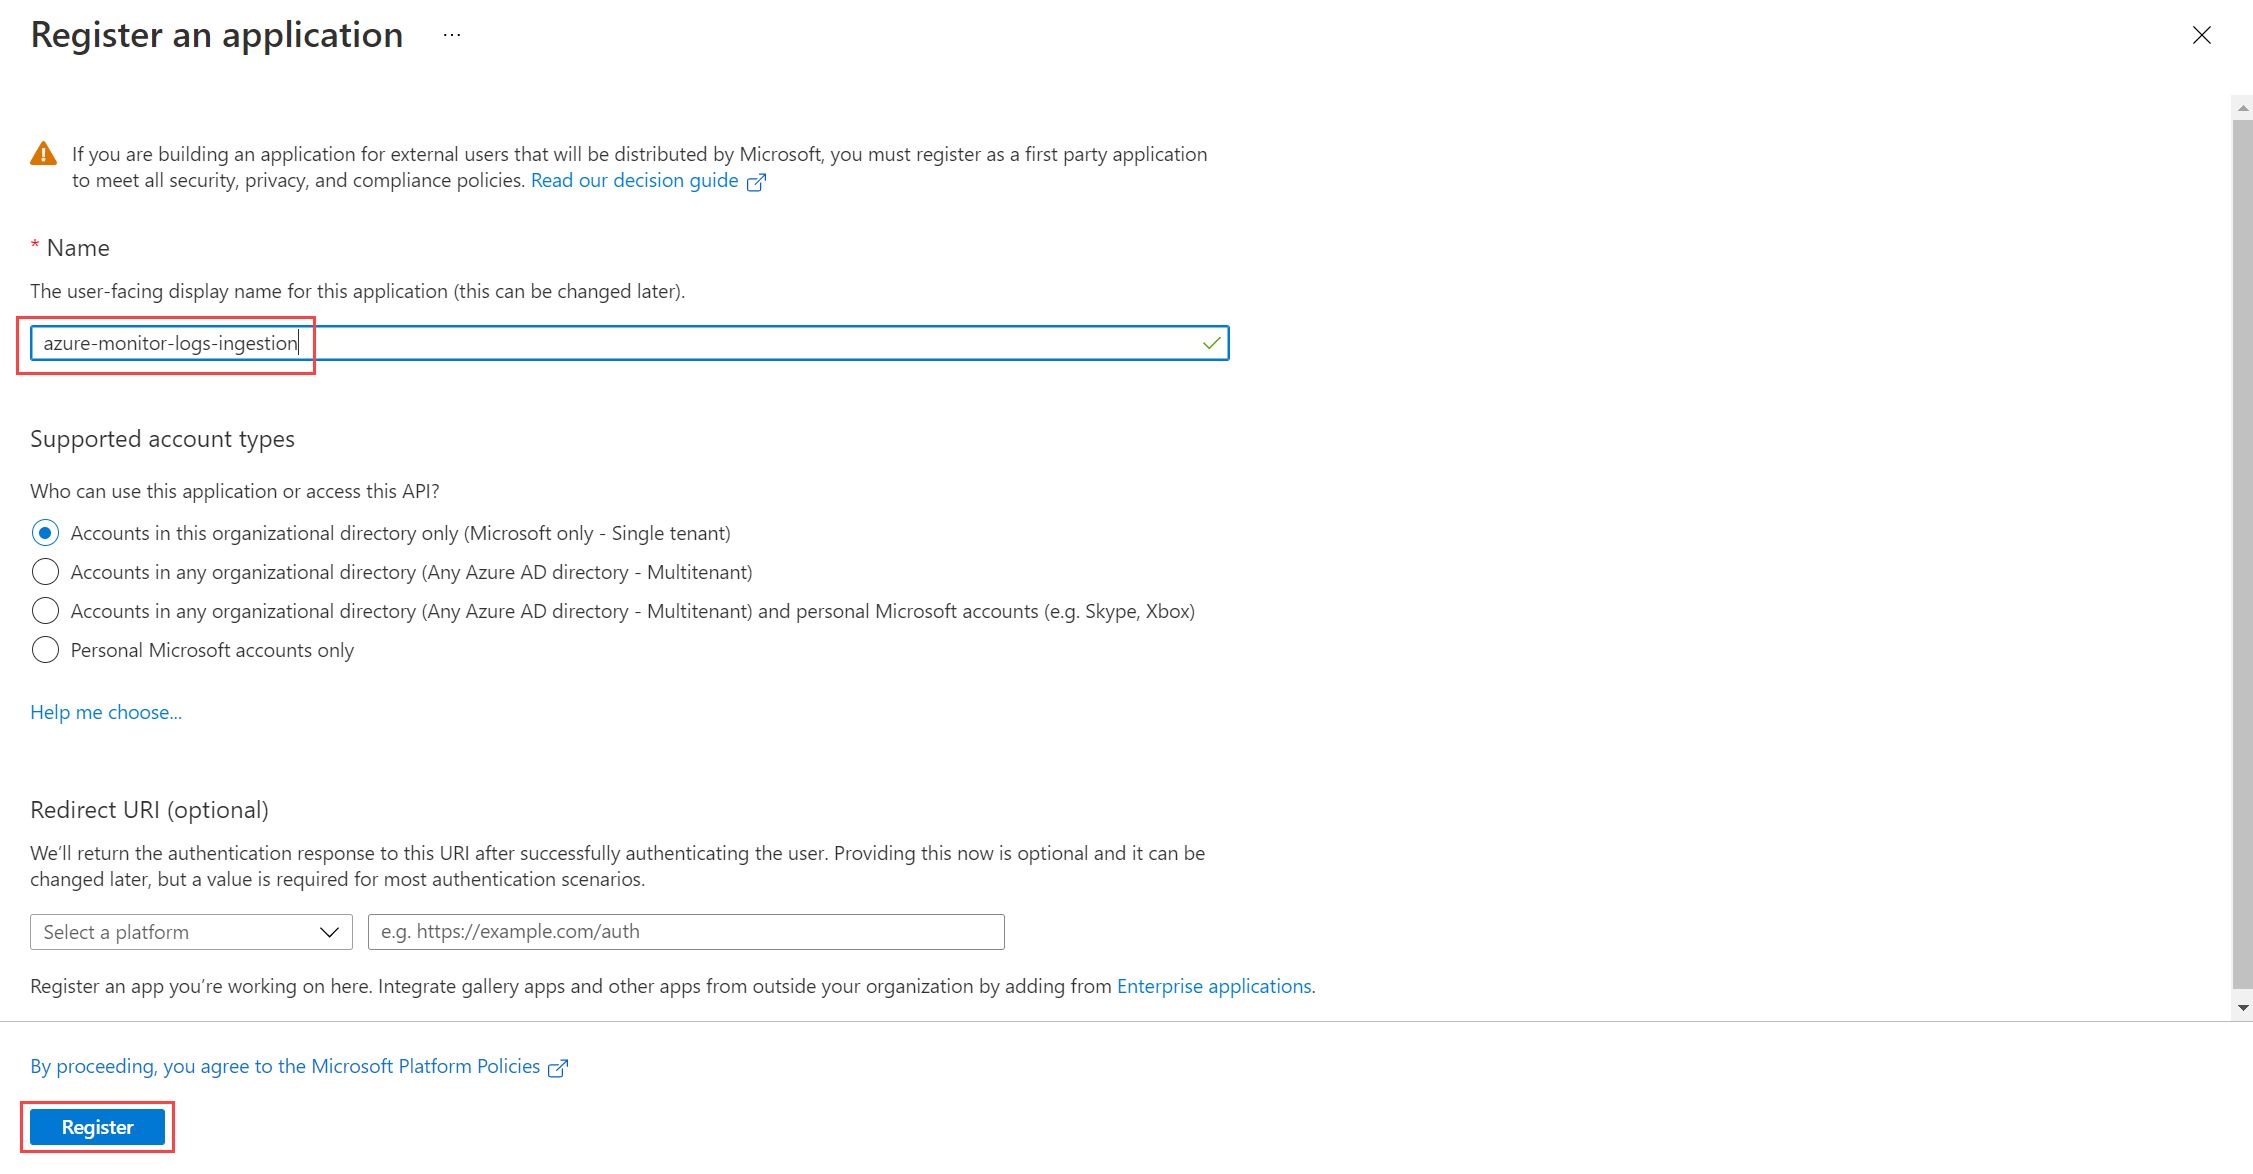 Register an application ...
If you are building an application for external users that will be distributed by Microsoft, you must register as a first party application
to meet all security, privacy, and compliance policies. Read our decision guide
* Name
The user-facing display name for this application (this can be changed later).
azure-monitor-logs-ingestion
Supported account types
Who can use this application or access this API?
Accounts in this organizational directory only (Microsoft only - Single tenant)
Accounts in any organizational directory (Any Azure AD directory - Multitenant)
Accounts in any organizational directory (Any Azure AD directory - Multitenant) and personal Microsoft accounts (e.g. Skype, Xbox)
Personal Microsoft accounts only
Help me choose...
Redirect URI (optional)
We’ll return the authentication response to this URI after successfully authenticating the user. Providing this now is optional and it can be
changed later, but a value is required for most authentication scenarios.
Select a platform e.g. https://example.com/auth
Register an app you’re working on here. Integrate gallery apps and other apps from outside your organization by adding from Enterprise applications.
By proceeding, you agree to the Microsoft Platform Policies
Register